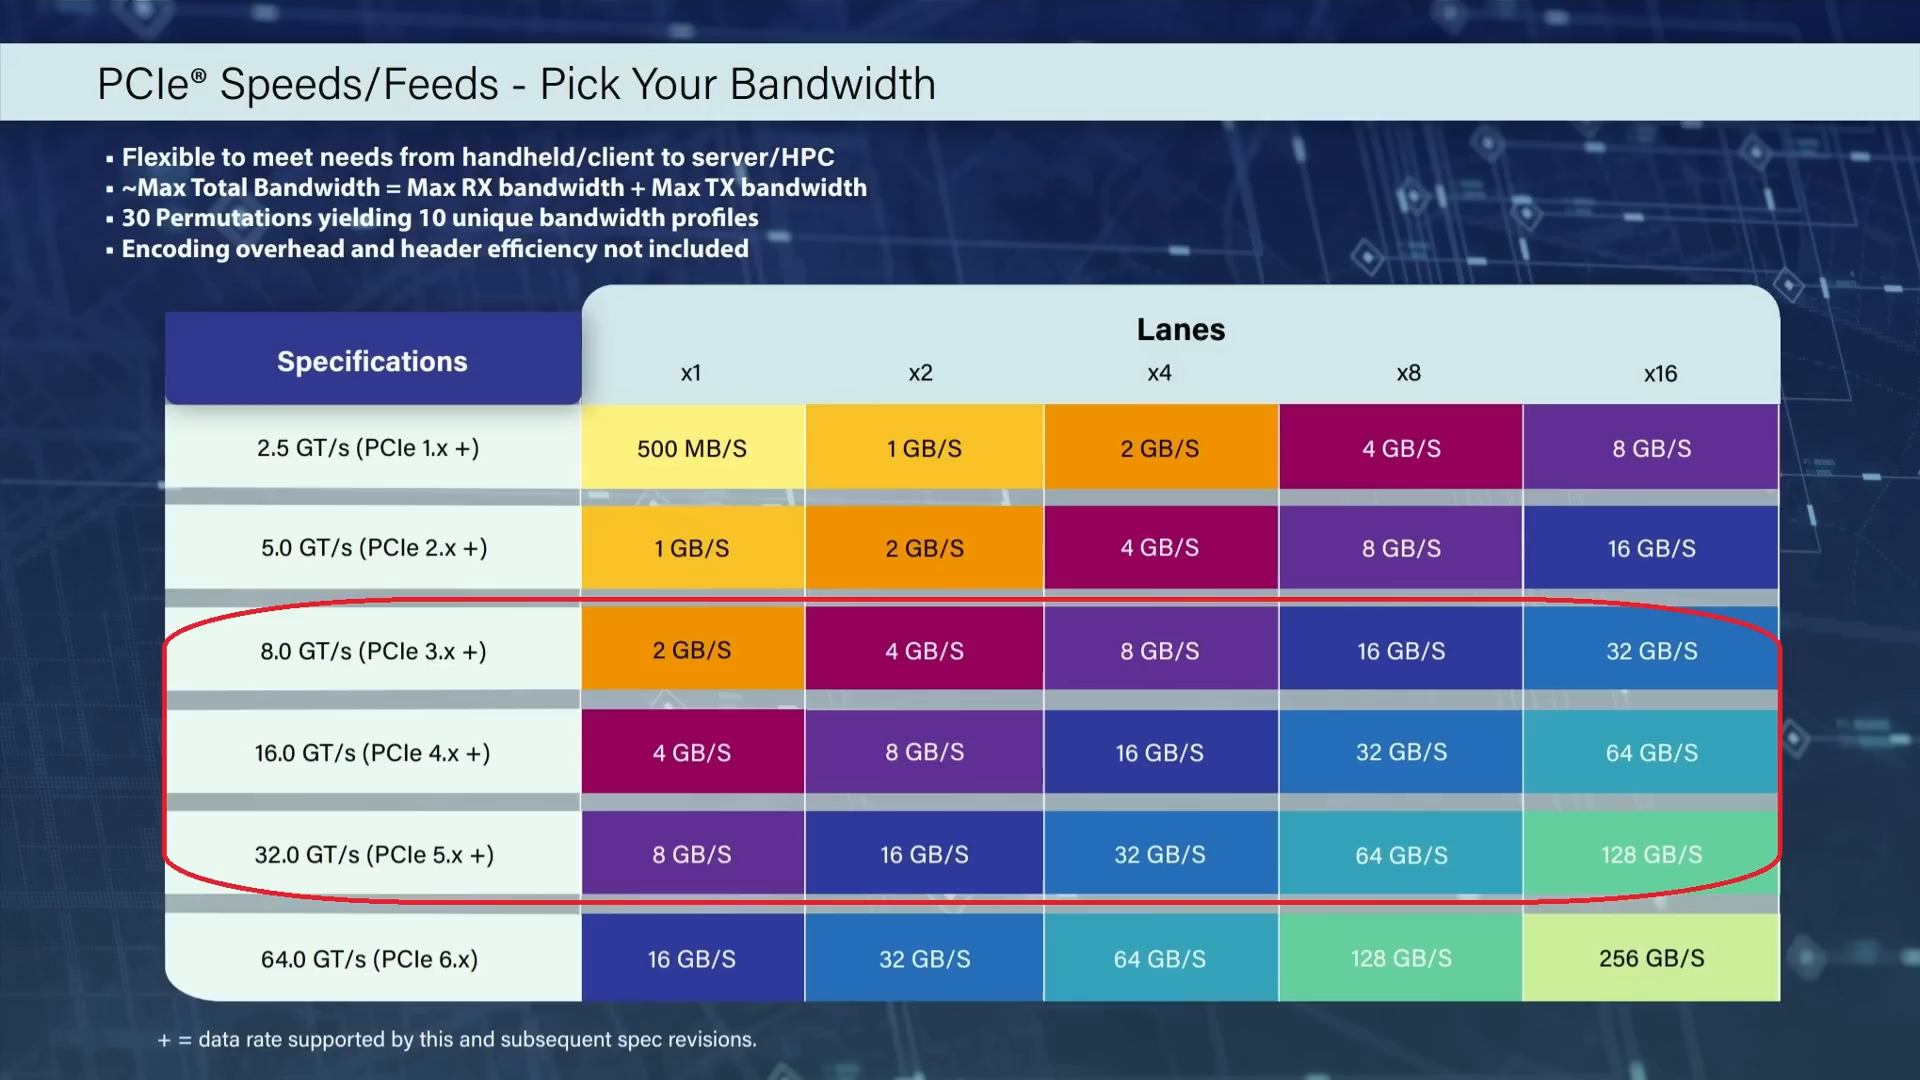 PCIe® Speeds/Feeds - Pick Your Bandwidth
▪ Flexible to meet needs from handheld/client to server/HPC
▪ ~Max Total Bandwidth = Max RX bandwidth + Max TX bandwidth
▪ 30 Permutations yielding 10 unique bandwidth profiles
▪ Encoding overhead and header efficiency not included
Lanes
Specifications x1 x2 x4 x8 x16
2.5 GT/s (PCIe 1.x +) 500 MB/S 1 GB/S 2 GB/S 4 GB/S 8 GB/S
5.0 GT/s (PCIe 2.x +) 1 GB/S 2 GB/S 4 GB/S 8 GB/S 16 GB/S
8.0 GT/s (PCIe 3.x +) 2 GB/S 4 GB/S 8 GB/S 16 GB/S 32 GB/S
16.0 GT/s (PCIe 4.x +) 4 GB/S 8 GB/S 16 GB/S 32 GB/S 64 GB/S
32.0 GT/s (PCIe 5.x +) 8 GB/S 16 GB/S 32 GB/S 64 GB/S 128 GB/S
64.0 GT/s (PCIe 6.x) 16 GB/S 32 GB/S 64 GB/S 128 GB/S 256 GB/S
+ = data rate supported by this and subsequent spec revisions.